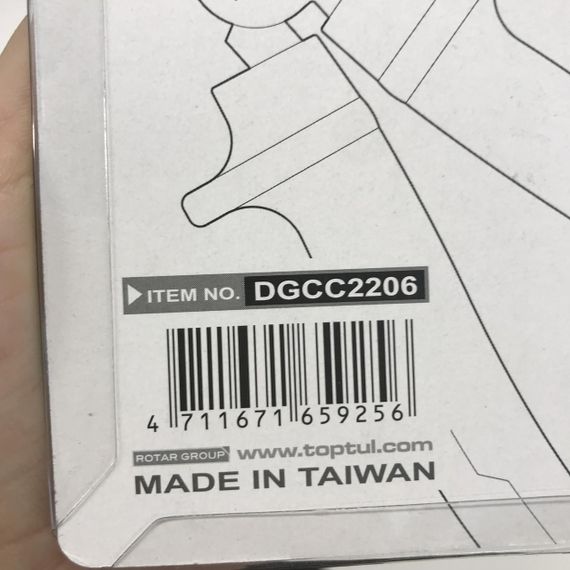 ITEM NO. DGCC2206
4 711671 659256
ROTAR GROUP www.toptul.com
MADE IN TAIWAN